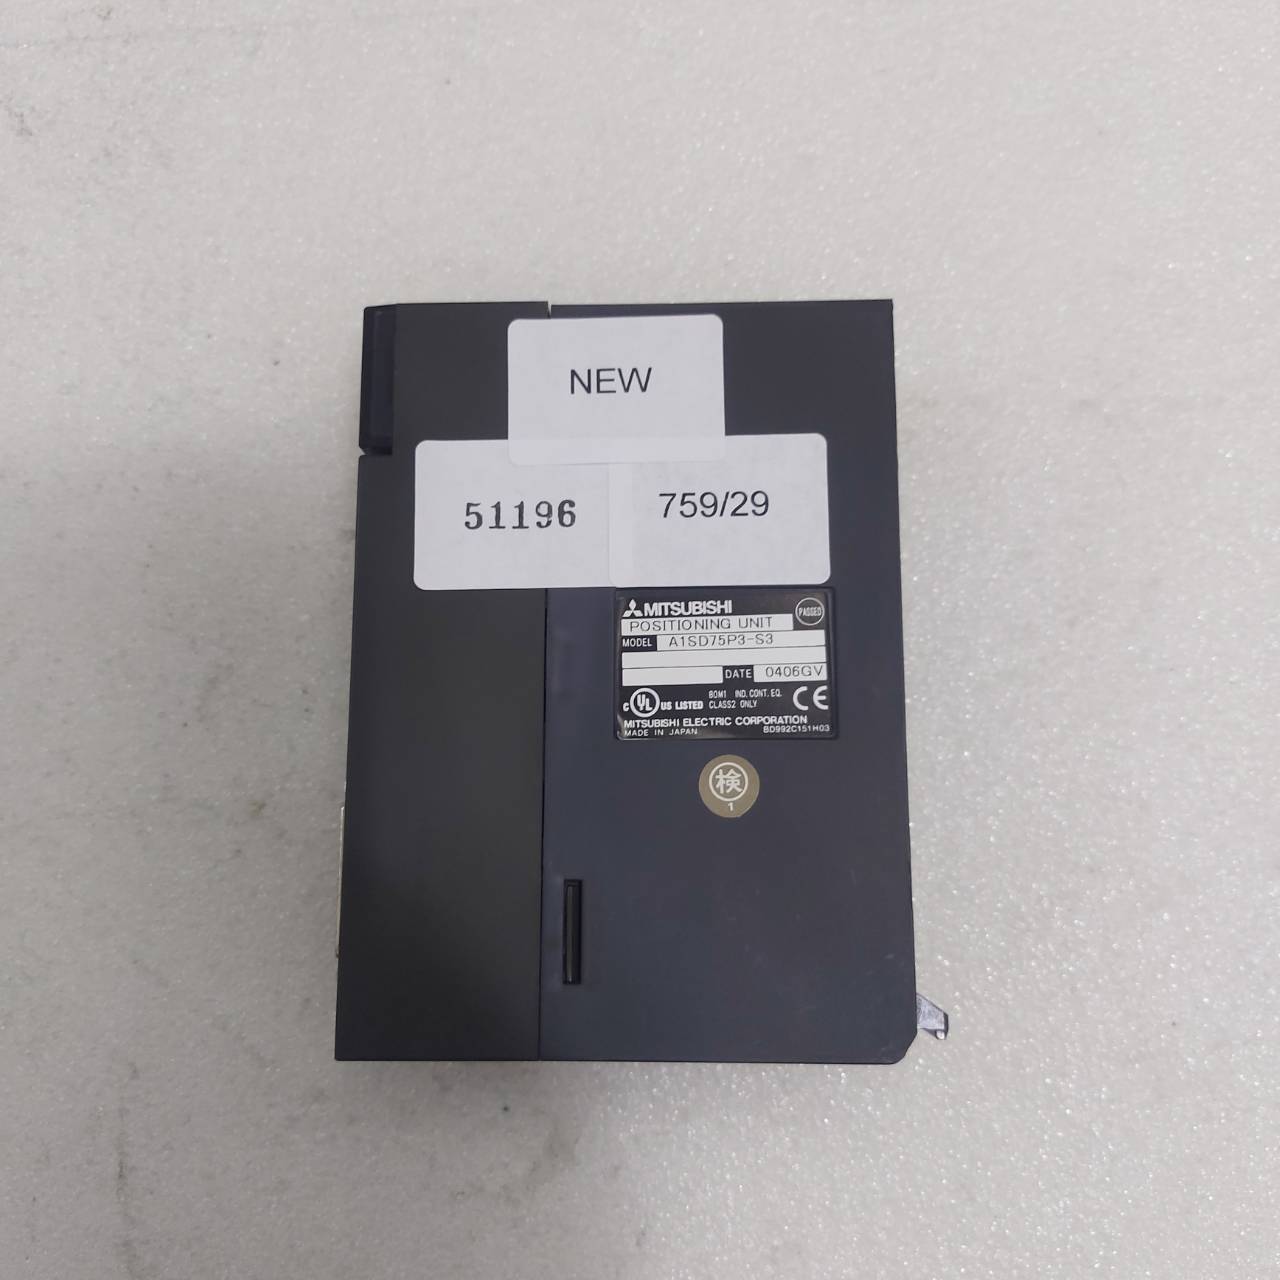 NEW
51196
759/29
MITSUBISHI
PASSED
POSITIONING UNIT
MODEL A1SD75P3-S3
DATE 0406GV
C UL US LISTED 80M1 IND. CONT. EQ. CLASS2 ONLY CE
MITSUBISHI ELECTRIC CORPORATION
MADE IN JAPAN BD992C151H03
検
1